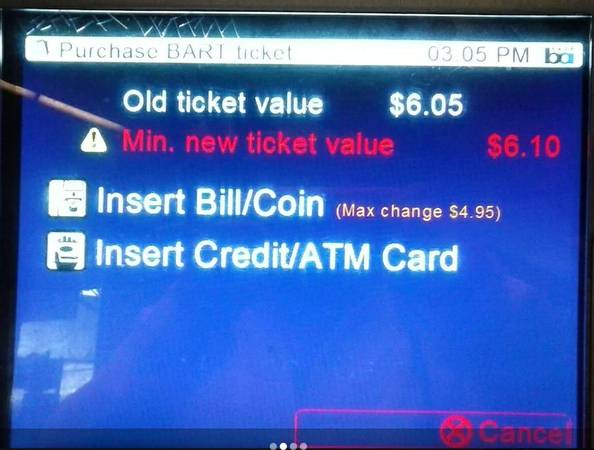 Purchase BART ticket 03:05 PM ba
Old ticket value $6.05
Min. new ticket value $6.10
Insert Bill/Coin (Max change $4.95)
Insert Credit/ATM Card
Cancel